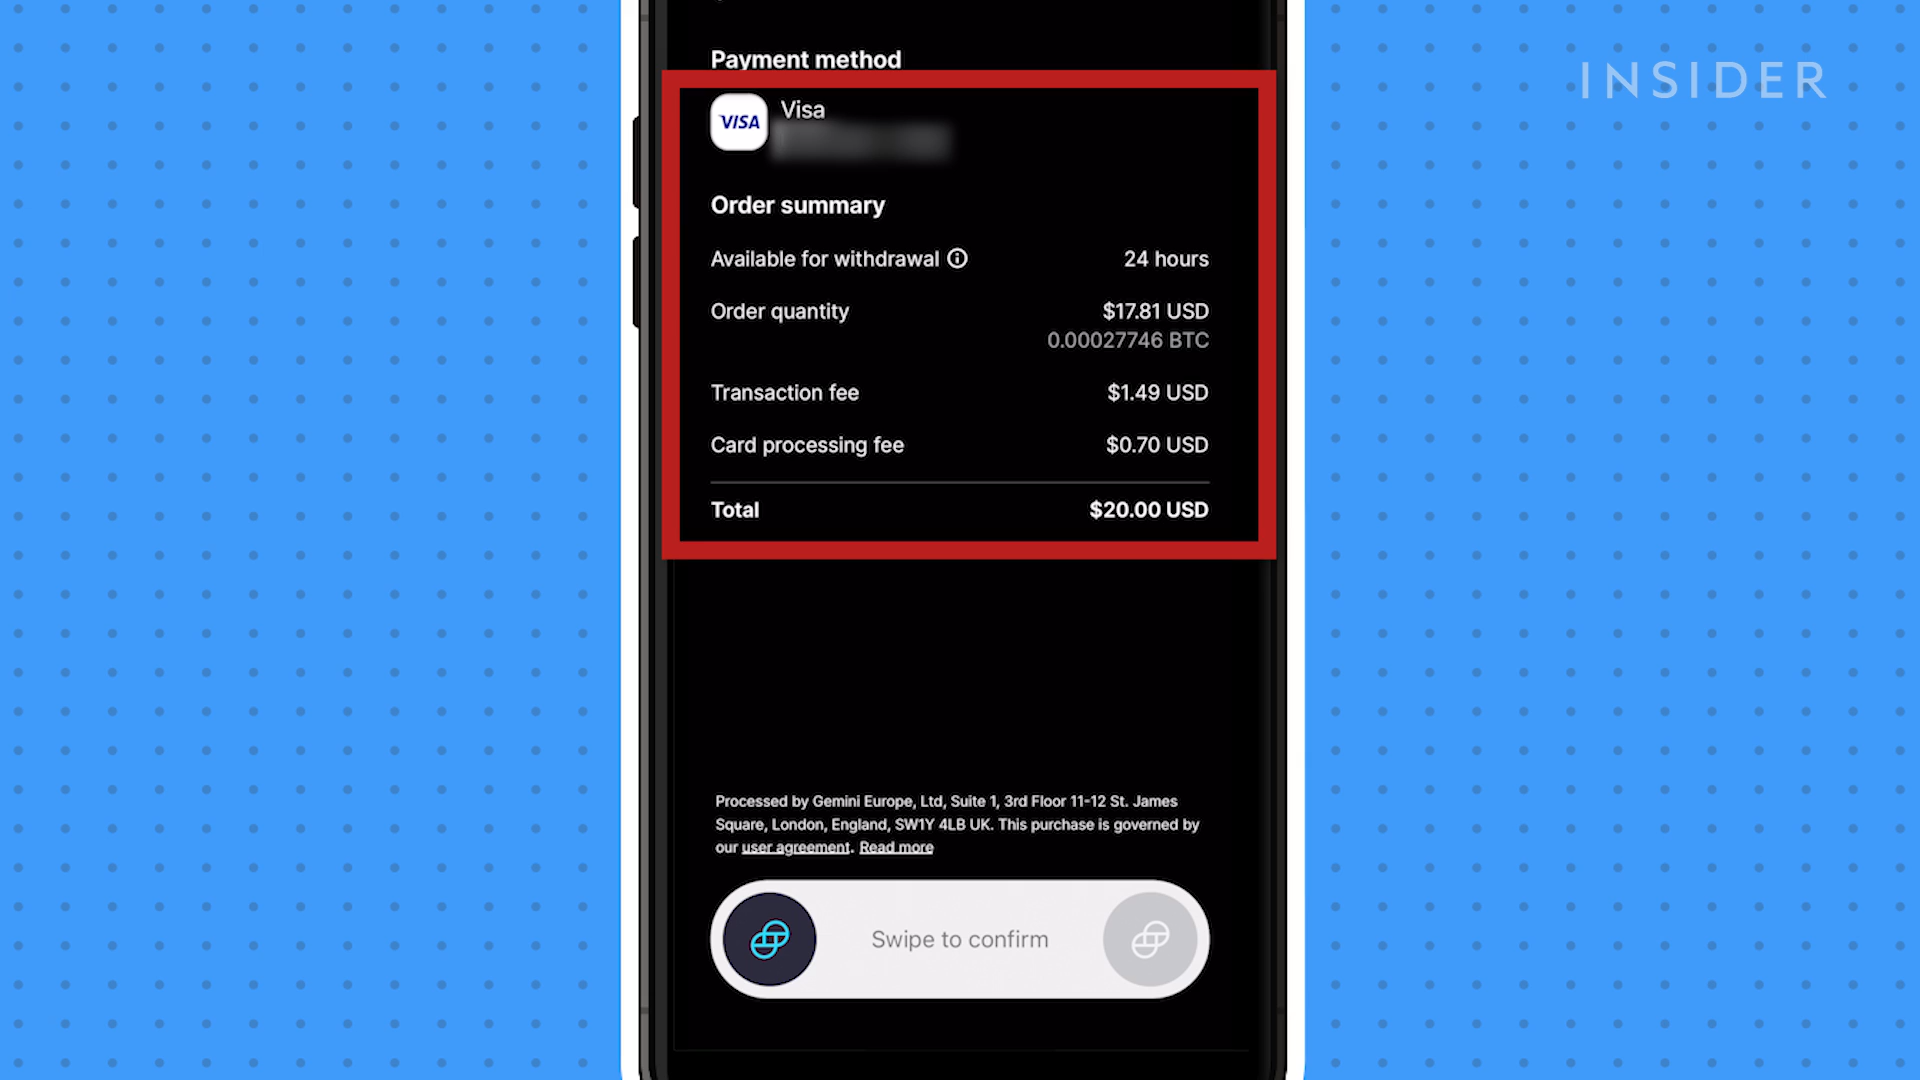 INSIDER
Payment method
VISA
Visa
Order summary
Available for withdrawal 24 hours
Order quantity $17.81 USD
0.00027746 BTC
Transaction fee $1.49 USD
Card processing fee $0.70 USD
Total $20.00 USD
Processed by Gemini Europe, Ltd, Suite 1, 3rd Floor 11-12 St. James
Square, London, England, SW1Y 4LB UK. This purchase is governed by
our user agreement. Read more
Swipe to confirm